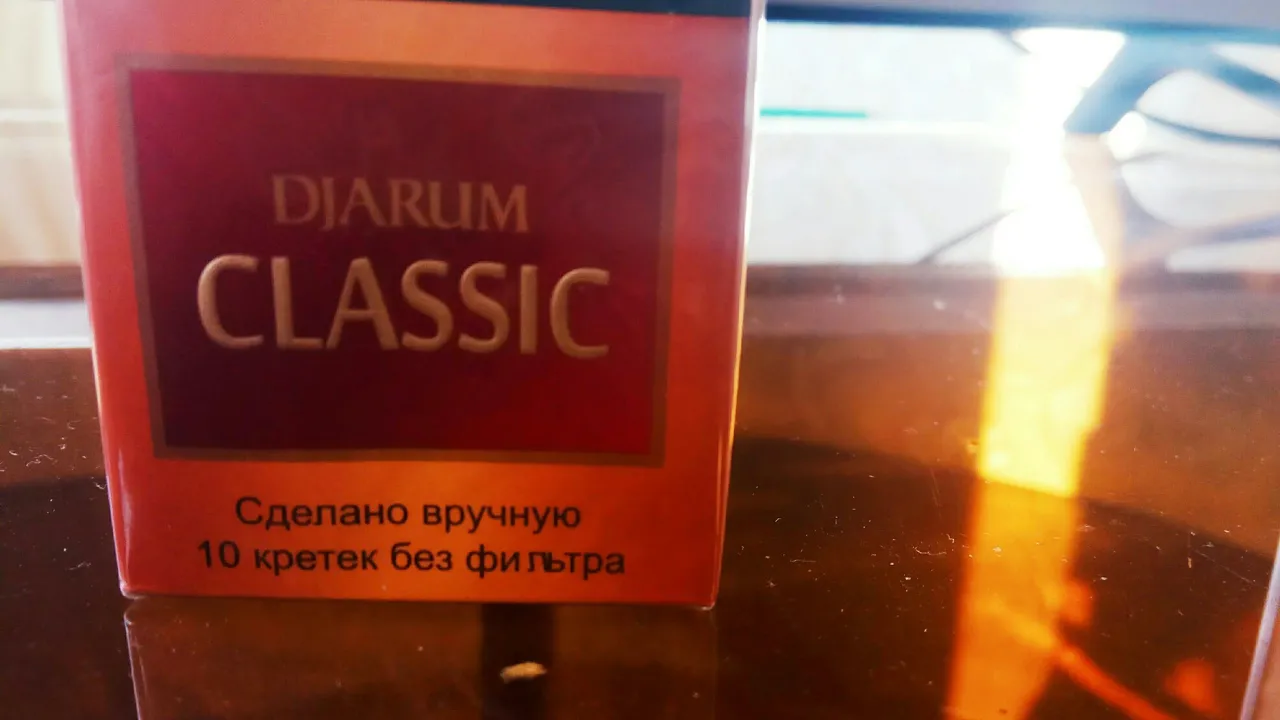 DJARUM
CLASSIC
Сделано вручную
10 кретек без фильтра